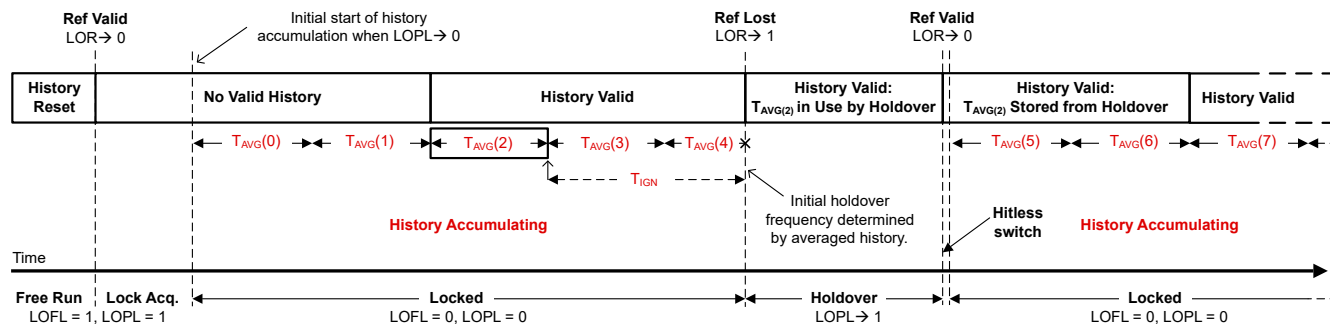 Ref Valid
LOR→ 0
Initial start of history
accumulation when LOPL→ 0
Ref Lost
LOR→ 1
Ref Valid
LOR→ 0
History
Reset
No Valid History
History Valid
History Valid:
TAVG(2) in Use by Holdover
History Valid:
TAVG(2) Stored from Holdover
History Valid
TAVG(0)
TAVG(1)
TAVG(2)
TAVG(3)
TAVG(4)
TAVG(5)
TAVG(6)
TAVG(7)
TIGN
Initial holdover
frequency determined
by averaged history.
History Accumulating
Hitless
switch
History Accumulating
Time
Free Run
Lock Acq.
LOFL = 1, LOPL = 1
Locked
LOFL = 0, LOPL = 0
Holdover
LOPL→ 1
Locked
LOFL = 0, LOPL = 0